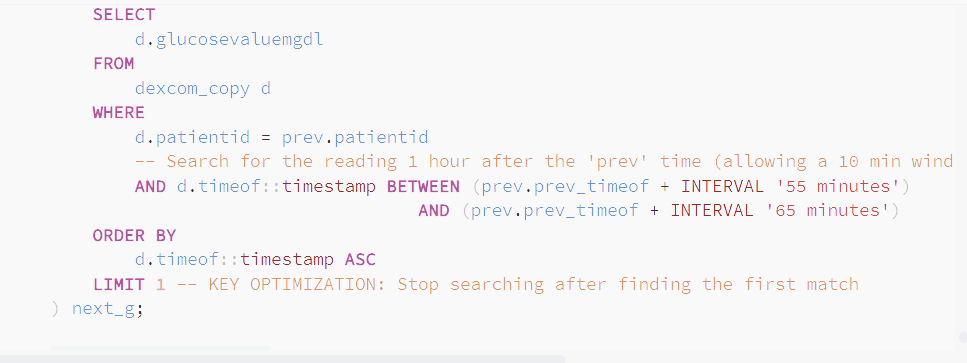 SELECT
d.glucosevaluemgdl
FROM
dexcom_copy d
WHERE
d.patientid = prev.patientid
-- Search for the reading 1 hour after the 'prev' time (allowing a 10 min wind
AND d.timeof::timestamp BETWEEN (prev.prev_timeof + INTERVAL '55 minutes')
AND (prev.prev_timeof + INTERVAL '65 minutes')
ORDER BY
d.timeof::timestamp ASC
LIMIT 1 -- KEY OPTIMIZATION: Stop searching after finding the first match
) next_g;